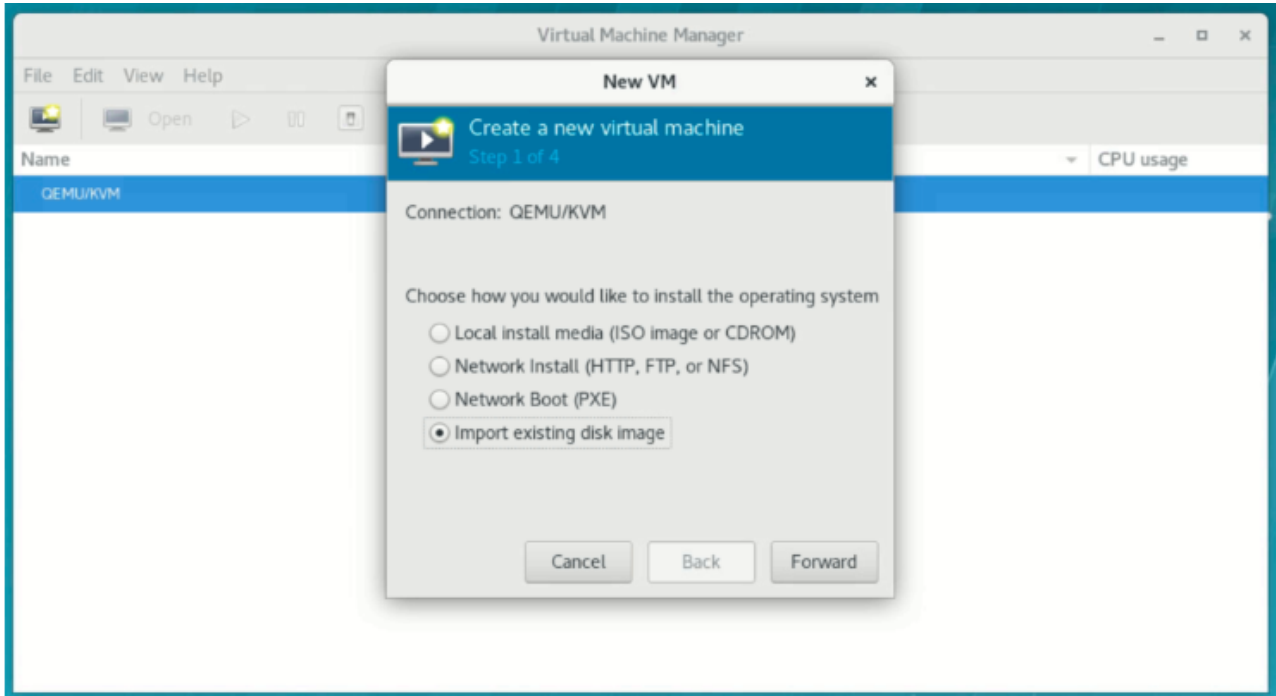 Virtual Machine Manager
File Edit View Help
Open
Name
CPU usage
QEMU/KVM
New VM
Create a new virtual machine
Step 1 of 4
Connection: QEMU/KVM
Choose how you would like to install the operating system
Local install media (ISO image or CDROM)
Network Install (HTTP, FTP, or NFS)
Network Boot (PXE)
Import existing disk image
Cancel
Back
Forward